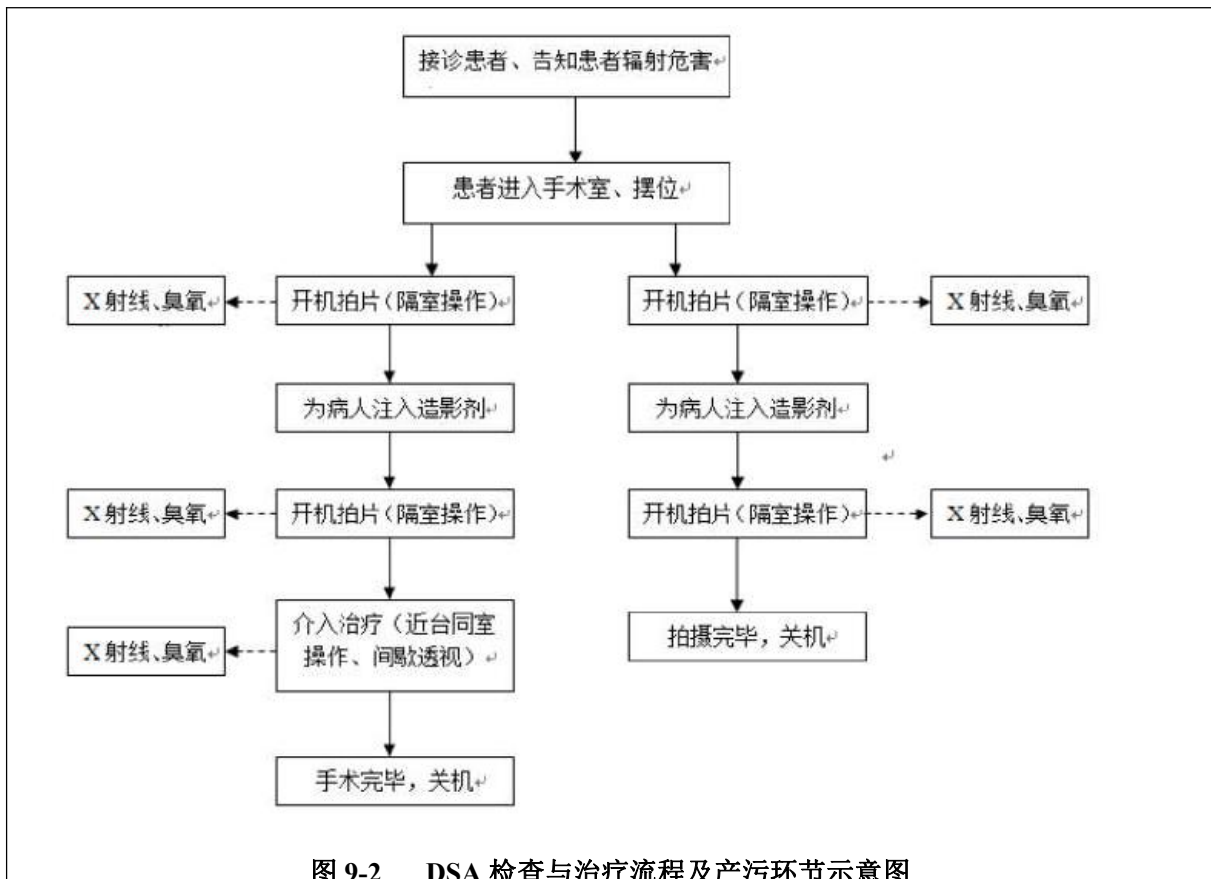 接诊患者、告知患者辐射危害
患者进入手术室、摆位
X 射线、臭氧
开机拍片（隔室操作）
开机拍片（隔室操作）
X 射线、臭氧
为病人注入造影剂
为病人注入造影剂
X 射线、臭氧
开机拍片（隔室操作）
开机拍片（隔室操作）
X 射线、臭氧
X 射线、臭氧
介入治疗（近台同室
操作、间歇透视）
拍摄完毕，关机
手术完毕，关机
图 9-2 DSA 检查与治疗流程及产污环节示意图